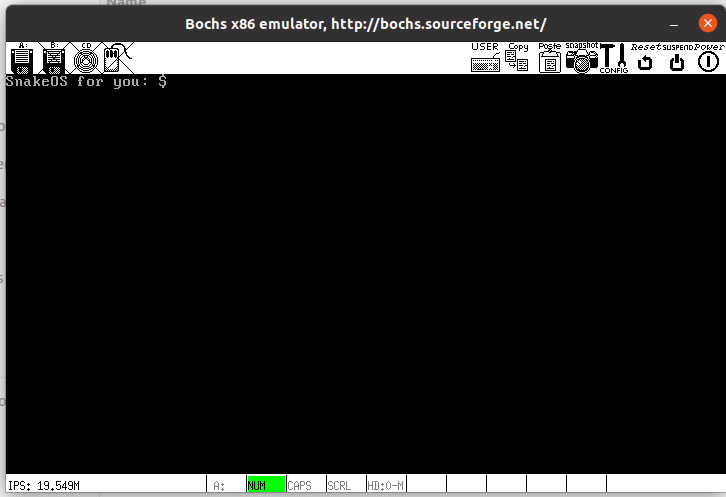 Name
Bochs x86 emulator, http://bochs.sourceforge.net/
A: B: CD USER Copy Paste snapshot CONFIG Reset SUSPEND Power
SnakeOS for you: $
IPS: 19.549M A: NUM CAPS SCRL HD:0-M